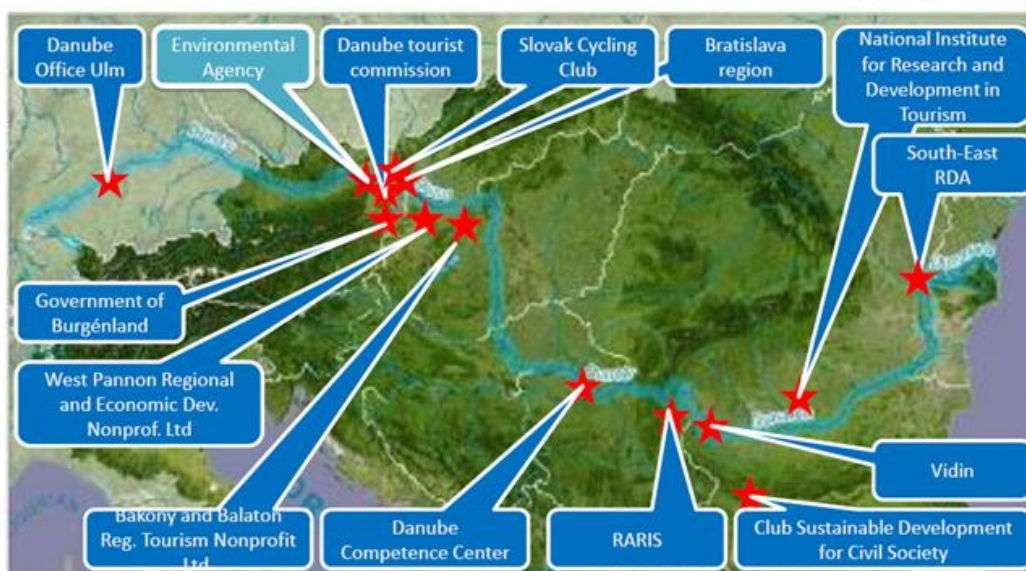 Danube
Office Ulm
Environmental
Agency
Danube tourist
commission
Slovak Cycling
Club
Bratislava
region
National Institute
for Research and
Development in
Tourism
South-East
RDA
Government of
Burgénland
West Pannon Regional
and Economic Dev.
Nonprof. Ltd
Bakony and Balaton
Reg. Tourism Nonprofit
Ltd
Danube
Competence Center
RARIS
Vidin
Club Sustainable Development
for Civil Society